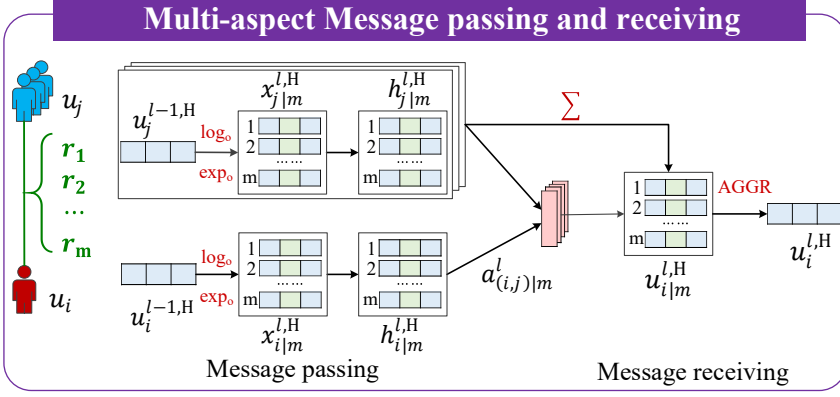 Multi-aspect Message passing and receiving
u_j
r_1
r_2
...
r_m
u_i
u_j^{l-1,H}
log_o
exp_o
x_{j|m}^{l,H}
1
2
......
m
h_{j|m}^{l,H}
1
2
......
m
∑
u_i^{l-1,H}
log_o
exp_o
1
2
......
m
x_{i|m}^{l,H}
1
2
......
m
h_{i|m}^{l,H}
a_{(i,j)|m}^{l}
1
2
......
m
u_{i|m}^{l,H}
AGGR
u_i^{l,H}
Message passing
Message receiving